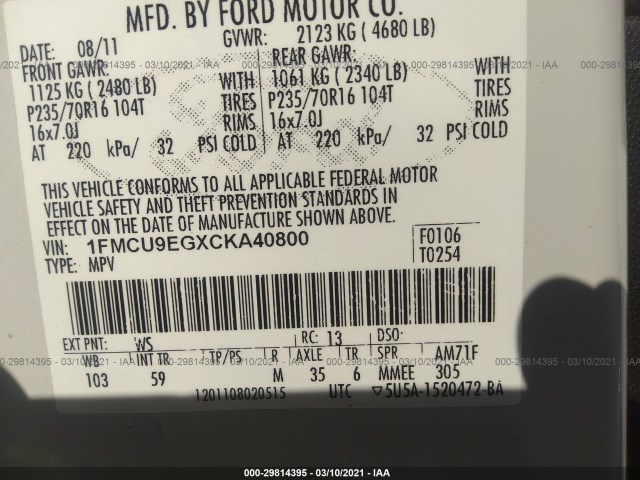 MFD. BY FORD MOTOR CO.
DATE: 08/11 GVWR: 2123 KG ( 4680 LB)
FRONT GAWR: REAR GAWR:
1125 KG ( 2480 LB) WITH 1061 KG ( 2340 LB) WITH
P235/70R16 104T TIRES P235/70R16 104T TIRES
16x7.0J RIMS 16x7.0J RIMS
AT 220 kPa/ 32 PSI COLD AT 220 kPa/ 32 PSI COLD
THIS VEHICLE CONFORMS TO ALL APPLICABLE FEDERAL MOTOR
VEHICLE SAFETY AND THEFT PREVENTION STANDARDS IN
EFFECT ON THE DATE OF MANUFACTURE SHOWN ABOVE.
VIN: 1FMCU9EGXCKA40800 F0106
TYPE: MPV T0254
EXT PNT: WS RC: 13 DSO:
WB INT TR TP/PS R AXLE TR SPR AM71F
103 59 M 35 6 MMEE 305
1201108020515 UTC ▽5U5A-1520472-BA
000-29814395 - 03/10/2021 - IAA